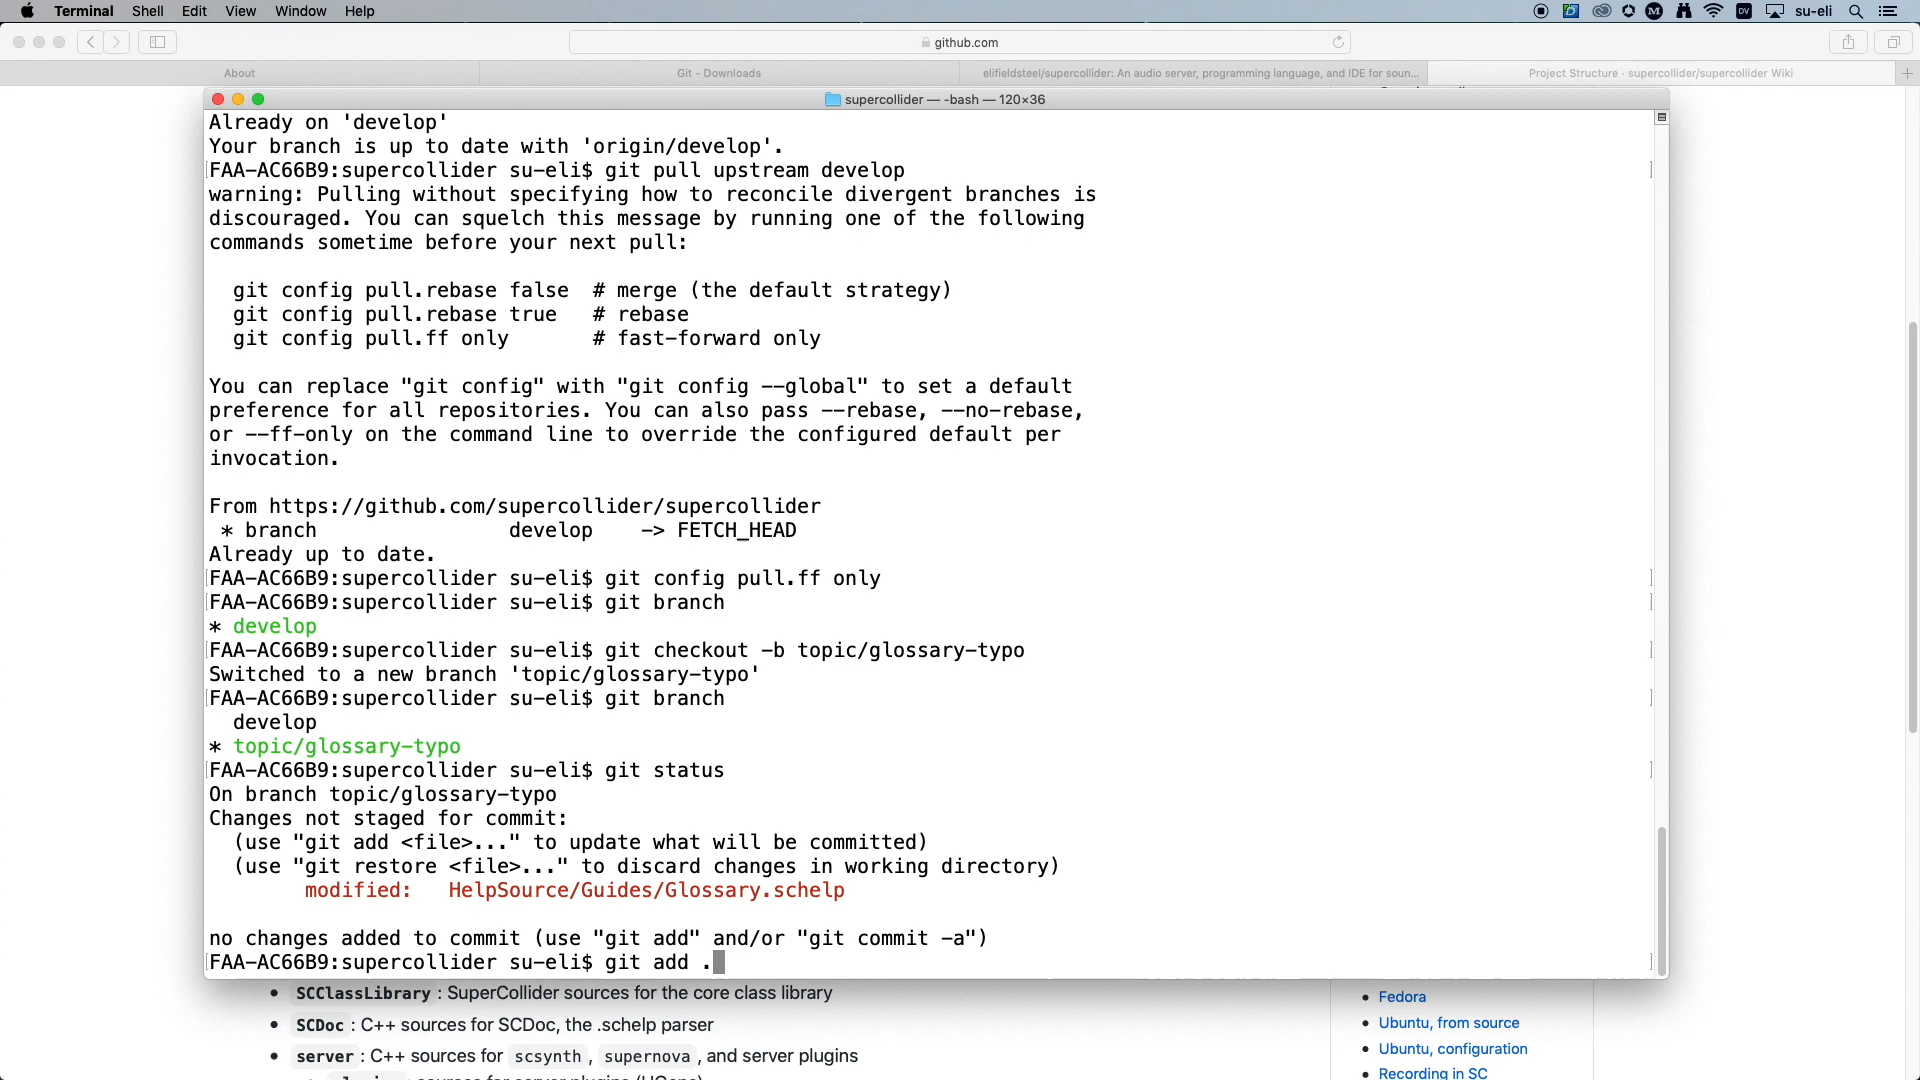 Terminal Shell Edit View Window Help su-eli
github.com
About Git - Downloads elifieldsteel/supercollider: An audio server, programming language, and IDE for soun... Project Structure · supercollider/supercollider Wiki
supercollider — -bash — 120×36
Already on 'develop'
Your branch is up to date with 'origin/develop'.
FAA-AC66B9:supercollider su-eli$ git pull upstream develop
warning: Pulling without specifying how to reconcile divergent branches is
discouraged. You can squelch this message by running one of the following
commands sometime before your next pull:
git config pull.rebase false # merge (the default strategy)
git config pull.rebase true # rebase
git config pull.ff only # fast-forward only
You can replace "git config" with "git config --global" to set a default
preference for all repositories. You can also pass --rebase, --no-rebase,
or --ff-only on the command line to override the configured default per
invocation.
From https://github.com/supercollider/supercollider
* branch develop -> FETCH_HEAD
Already up to date.
FAA-AC66B9:supercollider su-eli$ git config pull.ff only
FAA-AC66B9:supercollider su-eli$ git branch
* develop
FAA-AC66B9:supercollider su-eli$ git checkout -b topic/glossary-typo
Switched to a new branch 'topic/glossary-typo'
FAA-AC66B9:supercollider su-eli$ git branch
develop
* topic/glossary-typo
FAA-AC66B9:supercollider su-eli$ git status
On branch topic/glossary-typo
Changes not staged for commit:
(use "git add <file>..." to update what will be committed)
(use "git restore <file>..." to discard changes in working directory)
modified: HelpSource/Guides/Glossary.schelp
no changes added to commit (use "git add" and/or "git commit -a")
FAA-AC66B9:supercollider su-eli$ git add .
• SCClassLibrary : SuperCollider sources for the core class library
• SCDoc : C++ sources for SCDoc, the .schelp parser
• server : C++ sources for scsynth , supernova , and server plugins
• Fedora
• Ubuntu, from source
• Ubuntu, configuration
• Recording in SC